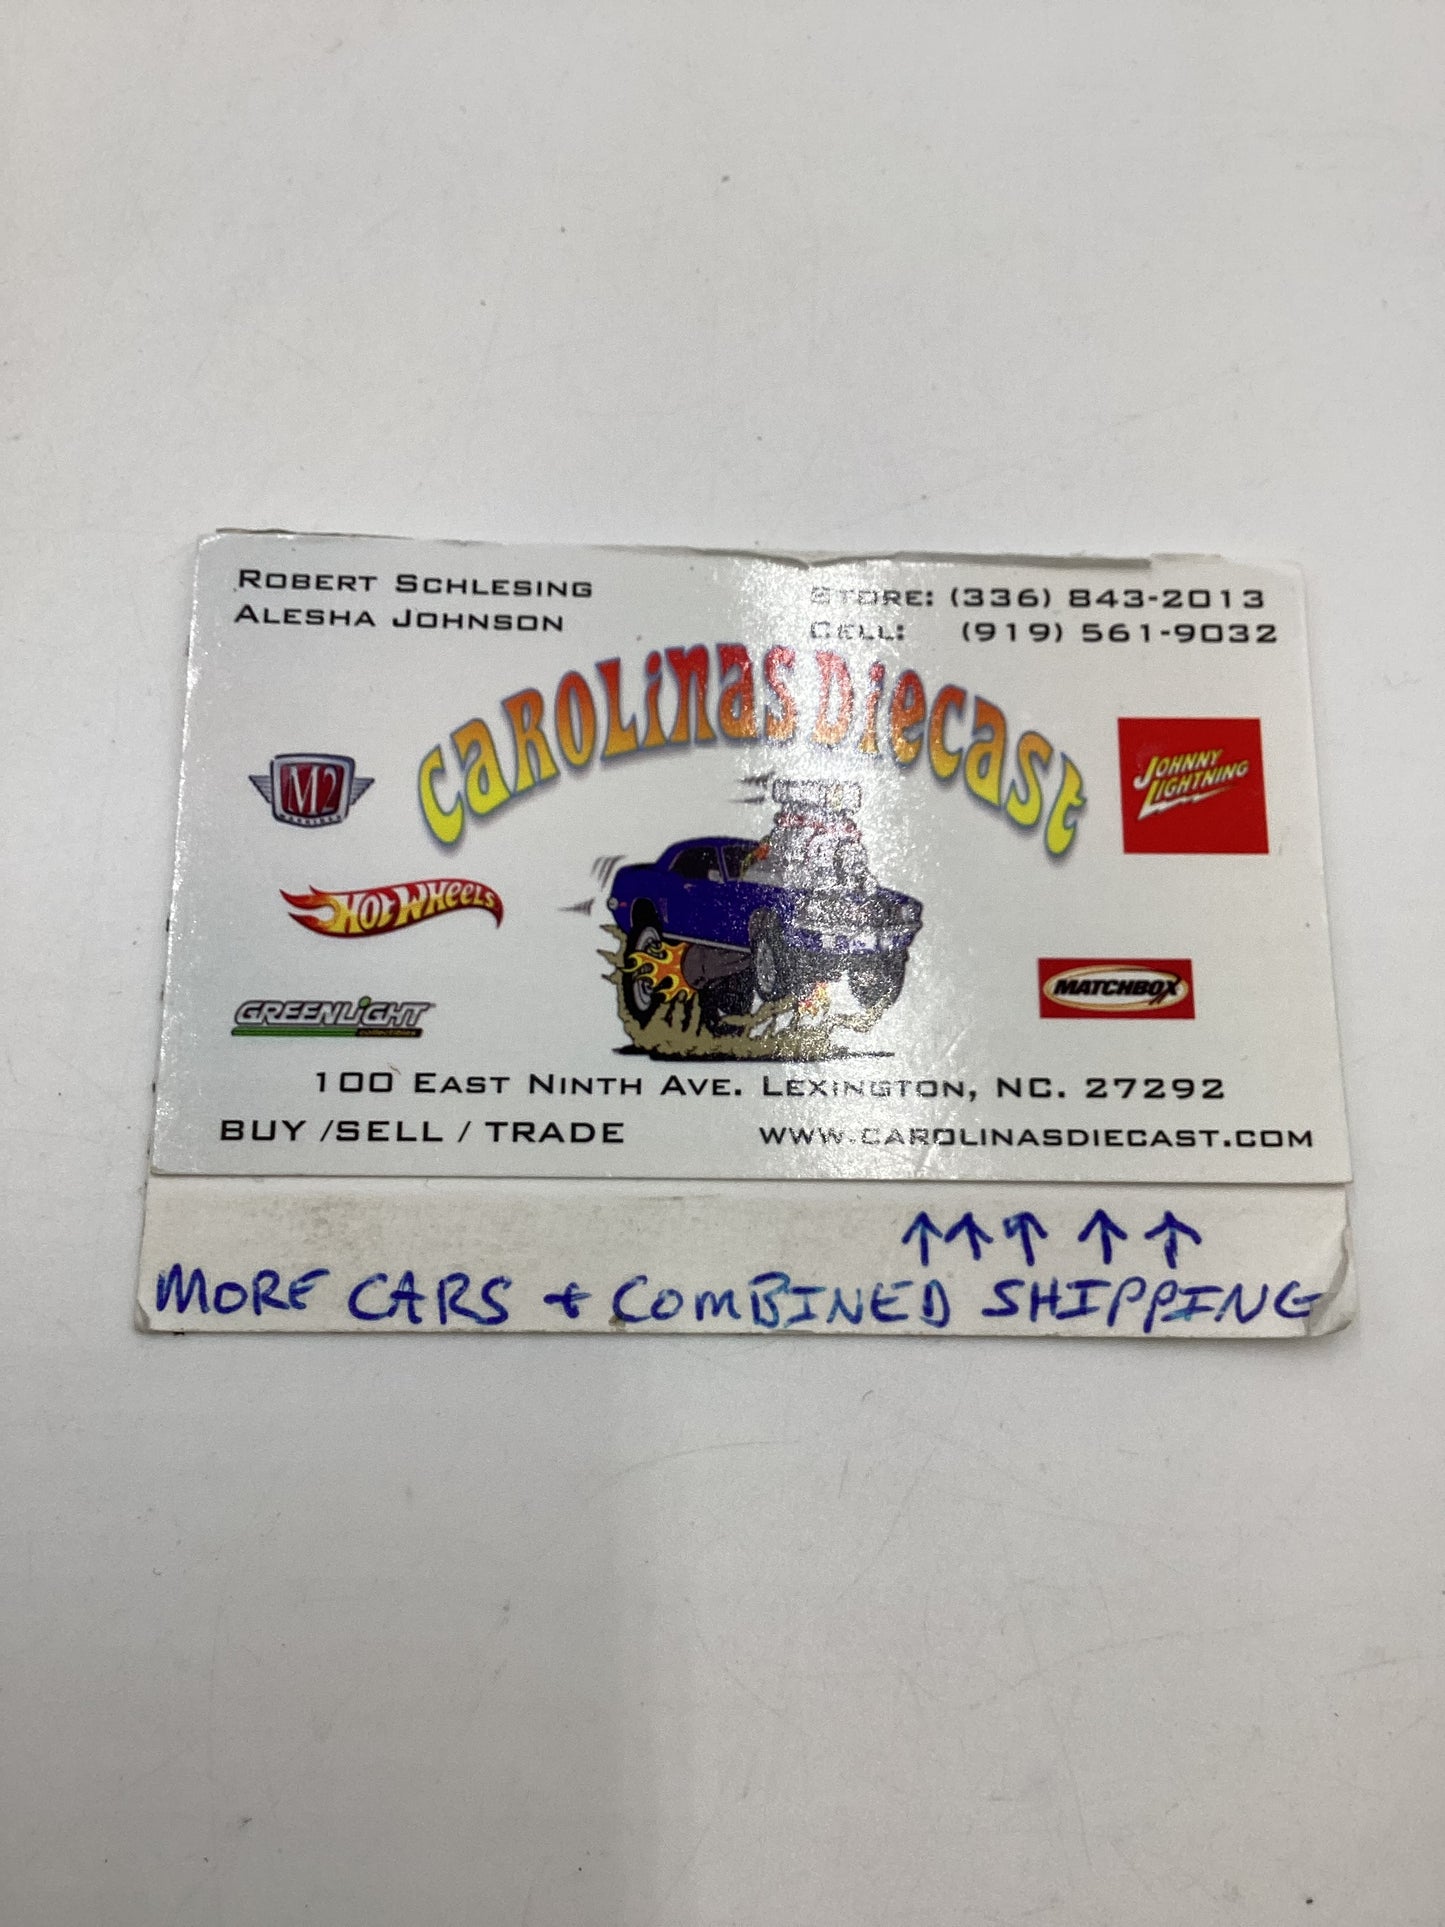 ROBERT SCHLESING
ALESHA JOHNSON
STORE: (336) 843-2013
CELL: (919) 561-9032
CAROLINAS DIECAST
M2
JOHNNY
LIGHTNING
HOT WHEELS
GREENLIGHT
collectibles
MATCHBOX
100 EAST NINTH AVE. LEXINGTON, NC. 27292
BUY /SELL / TRADE
WWW.CAROLINASDIECAST.COM
↑↑↑ ↑ ↑
MORE CARS + COMBINED SHIPPING